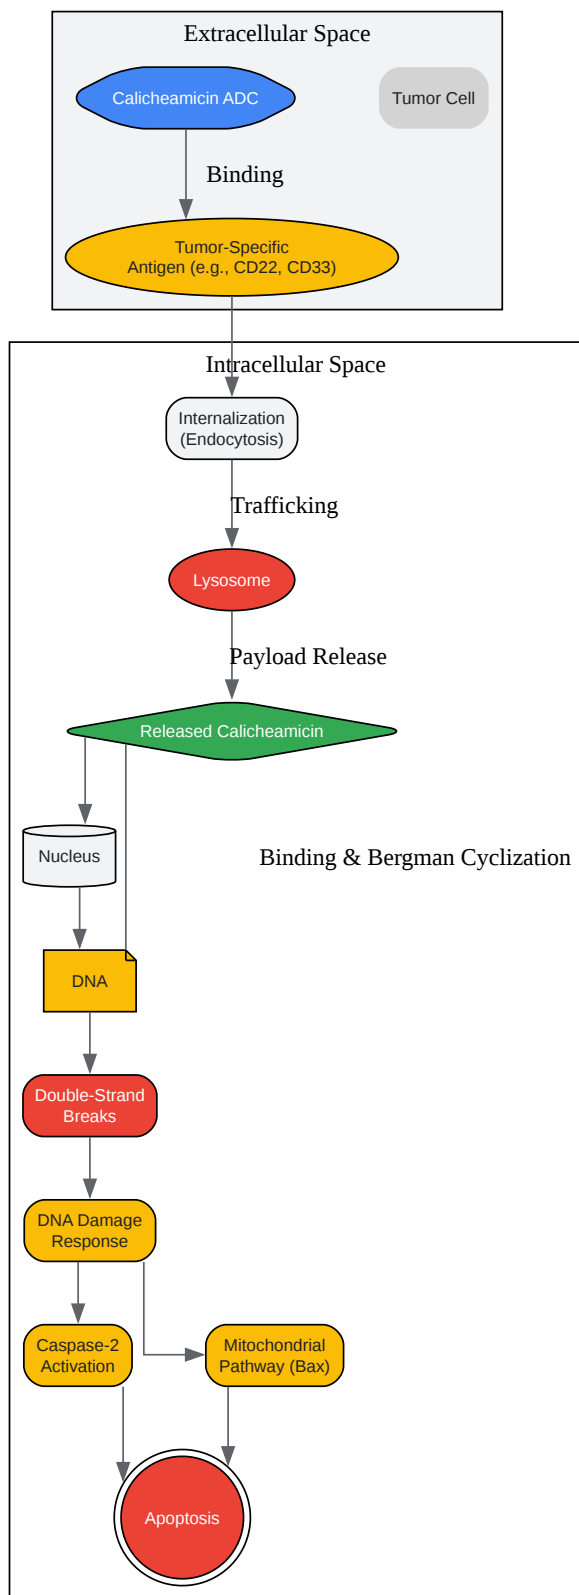 Extracellular Space
Calicheamicin ADC
Tumor Cell
Binding
Tumor-Specific
Antigen (e.g., CD22, CD33)
Intracellular Space
Internalization
(Endocytosis)
Trafficking
Lysosome
Payload Release
Released Calicheamicin
Nucleus
Binding & Bergman Cyclization
DNA
Double-Strand
Breaks
DNA Damage
Response
Caspase-2
Activation
Mitochondrial
Pathway (Bax)
Apoptosis